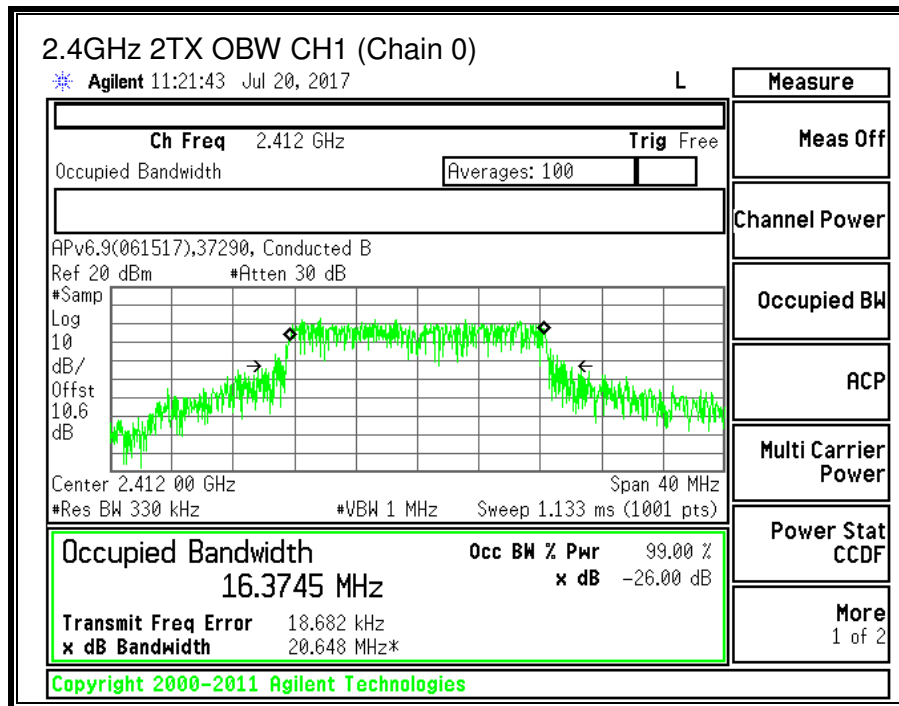 2.4GHz 2TX OBW CH1 (Chain 0)
Agilent 11:21:43 Jul 20, 2017 L
Measure
Ch Freq 2.412 GHz Trig Free
Meas Off
Occupied Bandwidth Averages: 100
Channel Power
APv6.9(061517),37290, Conducted B
Ref 20 dBm #Atten 30 dB
#Samp
Log
10
dB/
Offst
10.6
dB
Occupied BW
ACP
Multi Carrier
Power
Center 2.412 00 GHz Span 40 MHz
#Res BW 330 kHz #VBW 1 MHz Sweep 1.133 ms (1001 pts)
Power Stat
CCDF
Occupied Bandwidth Occ BW % Pwr 99.00 %
16.3745 MHz x dB -26.00 dB
Transmit Freq Error 18.682 kHz
x dB Bandwidth 20.648 MHz*
More
1 of 2
Copyright 2000-2011 Agilent Technologies